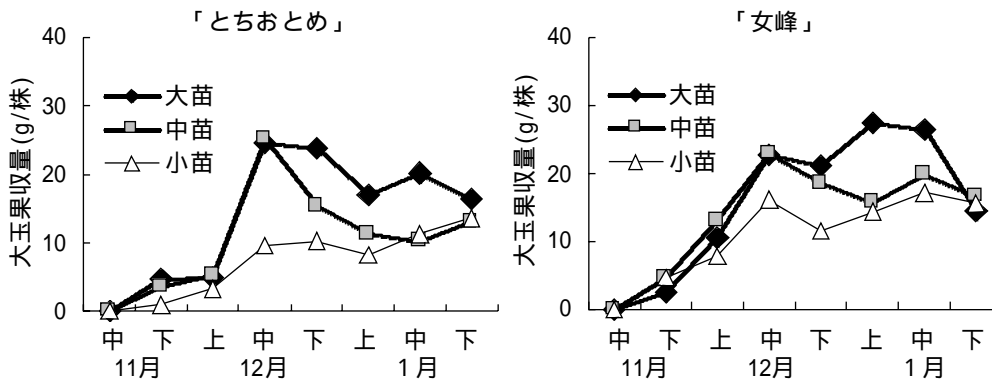 「とちおとめ」
大玉果収量(g/株)
40
30
20
10
0
大苗
中苗
小苗
中 下 上 中 下 上 中 下
11月 12月 1月
「女峰」
大玉果収量(g/株)
40
30
20
10
0
大苗
中苗
小苗
中 下 上 中 下 上 中 下
11月 12月 1月